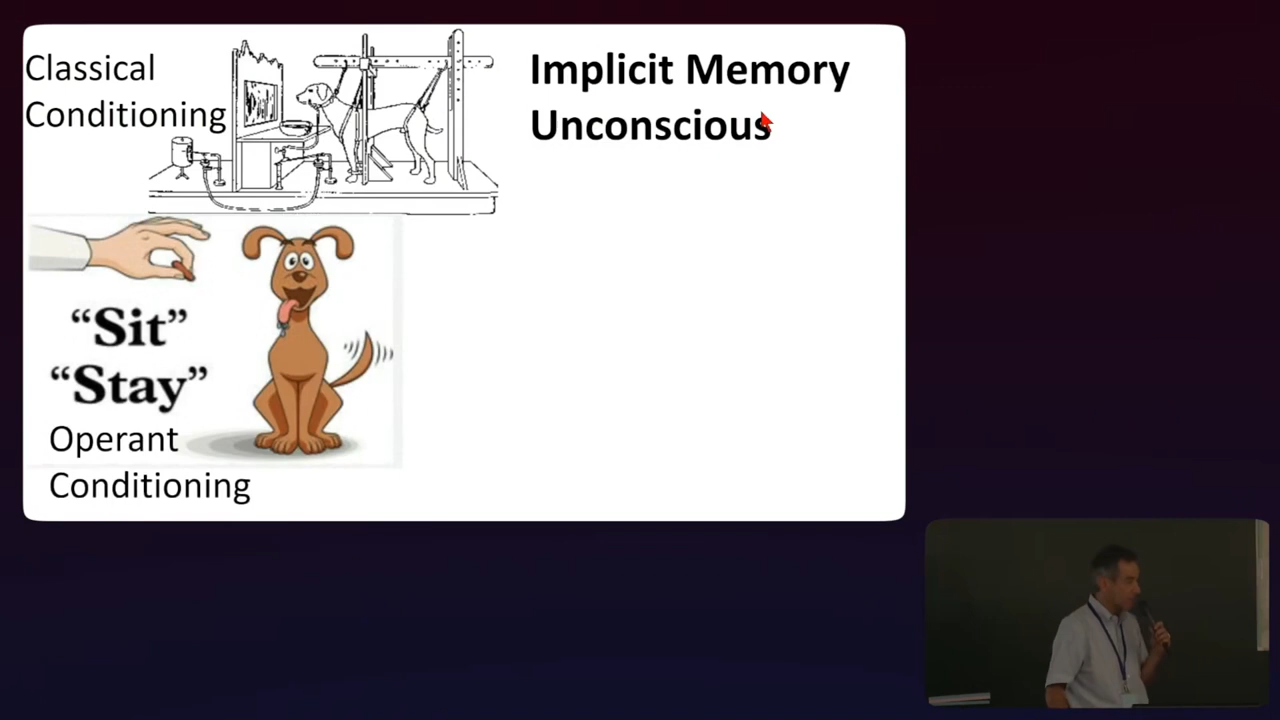 Classical
Conditioning
Implicit Memory
Unconscious
“Sit”
“Stay”
Operant
Conditioning